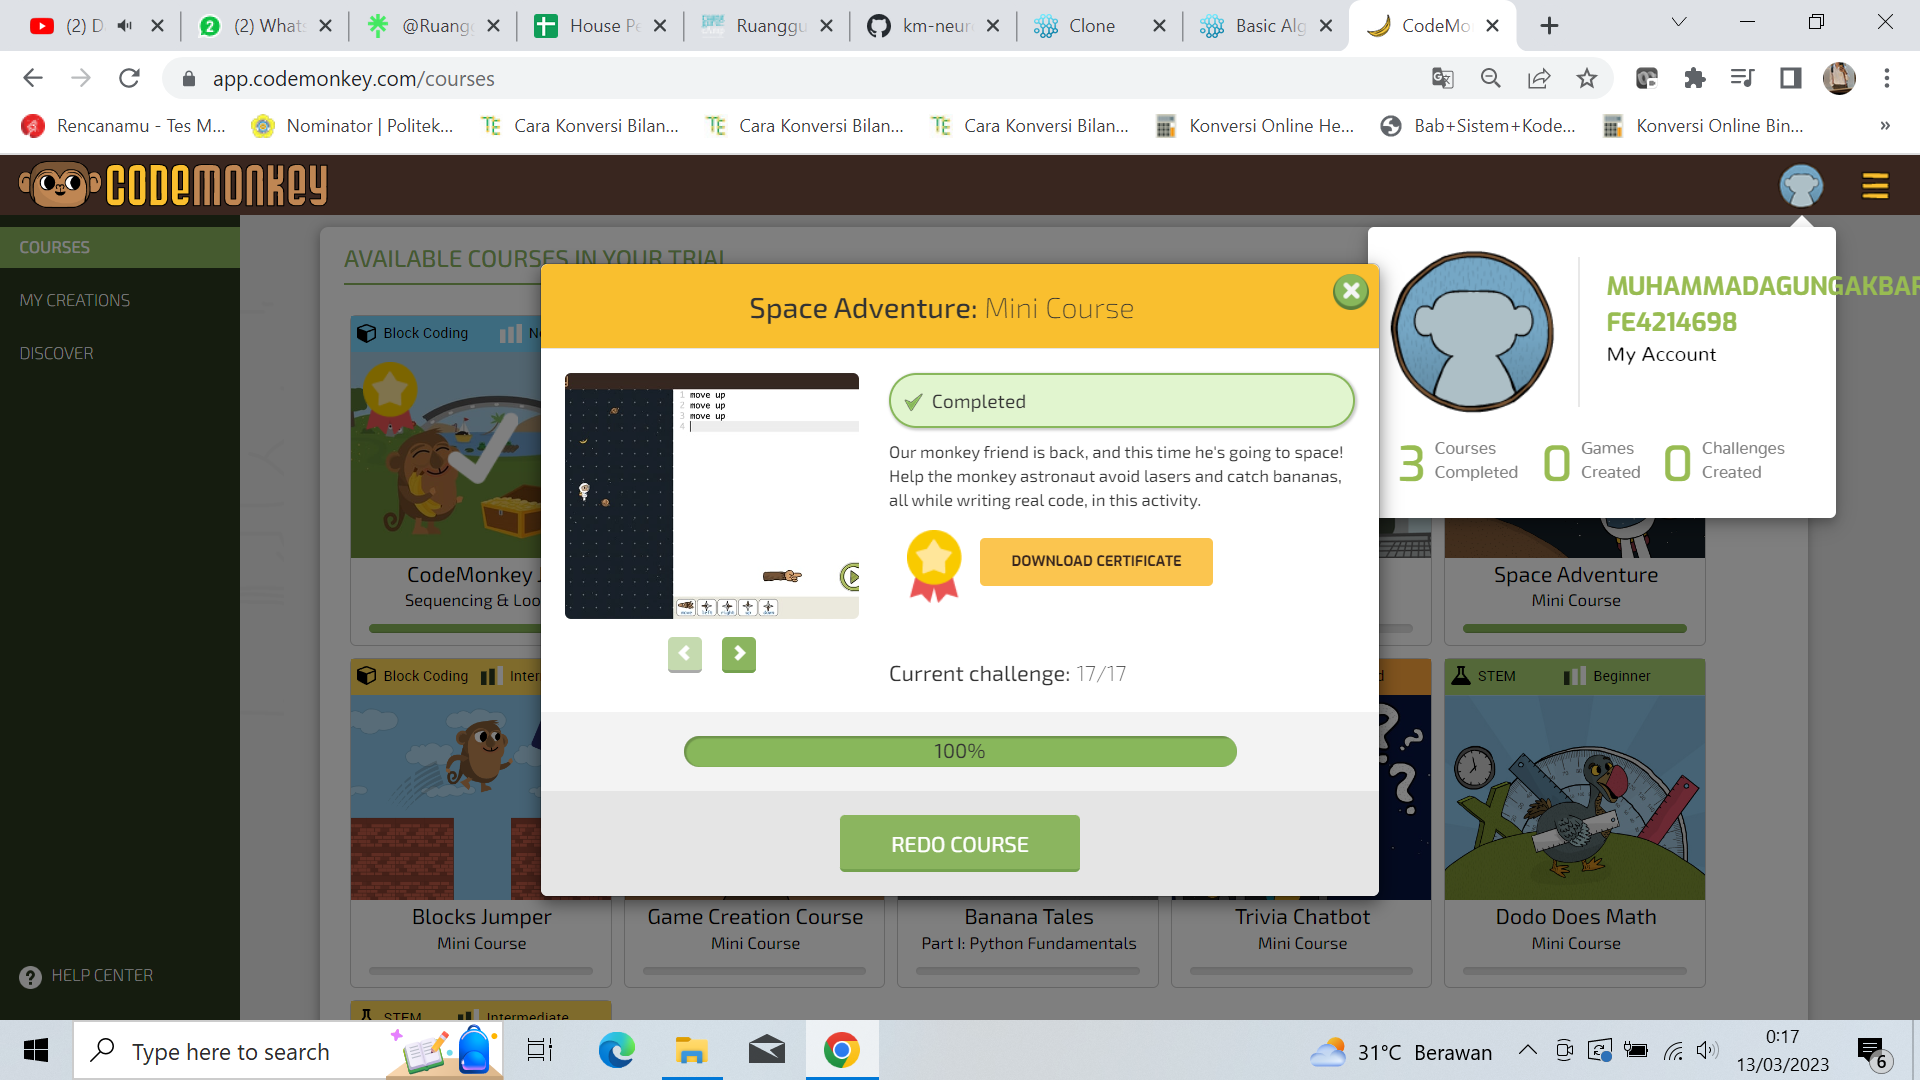 (2) D
(2) Whats
@Ruang
House Pe
Ruanggu
km-neuro
Clone
Basic Alg
CodeMo
app.codemonkey.com/courses
Rencanamu - Tes M...
Nominator | Politek...
Cara Konversi Bilan...
Cara Konversi Bilan...
Cara Konversi Bilan...
Konversi Online He...
Bab+Sistem+Kode...
Konversi Online Bin...
»
CODEMONKEY
COURSES
MY CREATIONS
DISCOVER
HELP CENTER
AVAILABLE COURSES IN YOUR TRIAL
Block Coding
Space Adventure: Mini Course
1 move up
2 move up
3 move up
4
Completed
Our monkey friend is back, and this time he's going to space!
Help the monkey astronaut avoid lasers and catch bananas,
all while writing real code, in this activity.
DOWNLOAD CERTIFICATE
Current challenge: 17/17
100%
REDO COURSE
MUHAMMADAGUNGAKBAR
FE4214698
My Account
3 Courses Completed
0 Games Created
0 Challenges Created
CodeMonkey J
Sequencing & Loo
Space Adventure
Mini Course
Block Coding
Inter
STEM
Beginner
Blocks Jumper
Mini Course
Game Creation Course
Mini Course
Banana Tales
Part I: Python Fundamentals
Trivia Chatbot
Mini Course
Dodo Does Math
Mini Course
STEM
Intermediate
Type here to search
31°C Berawan
0:17
13/03/2023
6